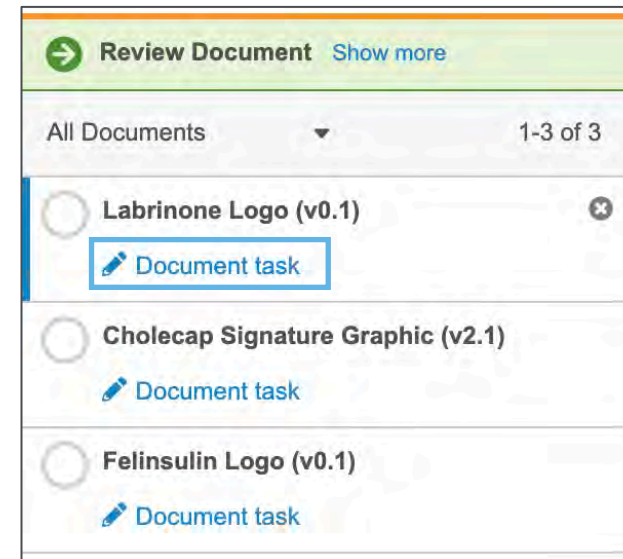 Review Document Show more
All Documents 1-3 of 3
Labrinone Logo (v0.1)
Document task
Cholecap Signature Graphic (v2.1)
Document task
Felinsulin Logo (v0.1)
Document task